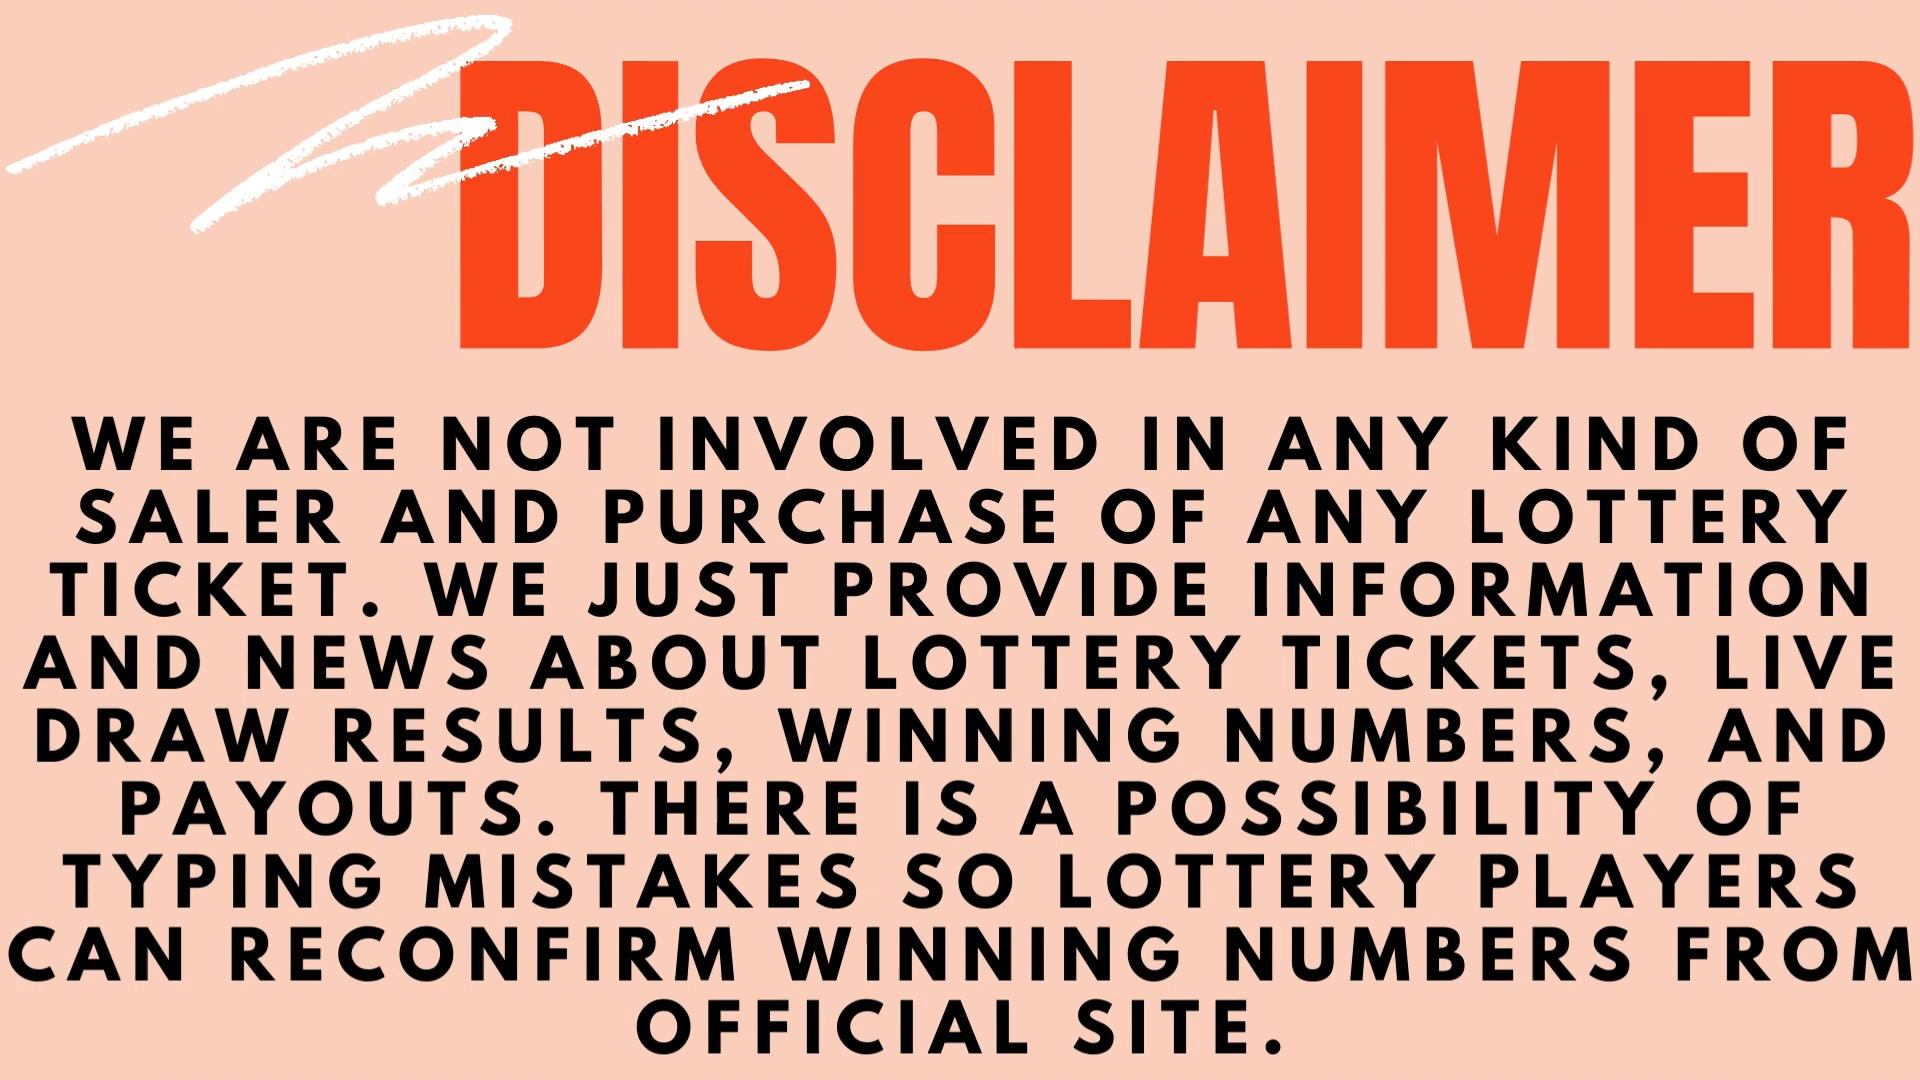 DISCLAIMER
WE ARE NOT INVOLVED IN ANY KIND OF
SALER AND PURCHASE OF ANY LOTTERY
TICKET. WE JUST PROVIDE INFORMATION
AND NEWS ABOUT LOTTERY TICKETS, LIVE
DRAW RESULTS, WINNING NUMBERS, AND
PAYOUTS. THERE IS A POSSIBILITY OF
TYPING MISTAKES SO LOTTERY PLAYERS
CAN RECONFIRM WINNING NUMBERS FROM
OFFICIAL SITE.